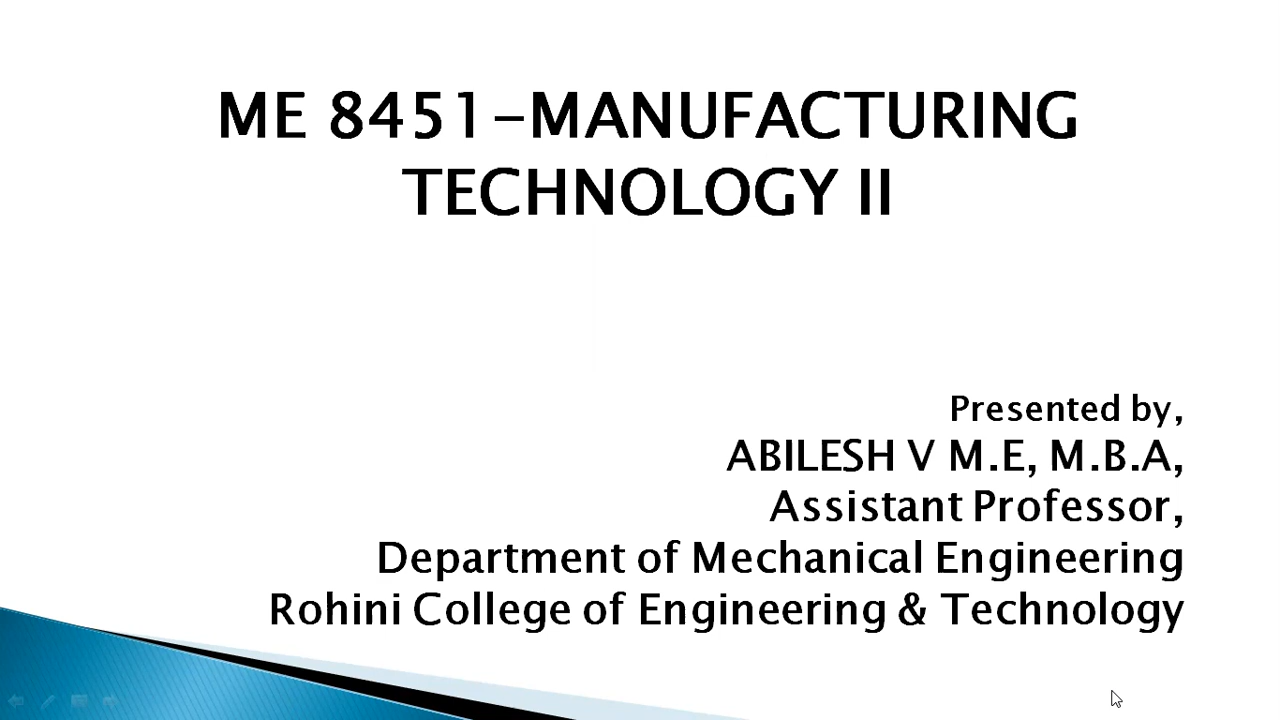 ME 8451-MANUFACTURING
TECHNOLOGY II
Presented by,
ABILESH V M.E, M.B.A,
Assistant Professor,
Department of Mechanical Engineering
Rohini College of Engineering & Technology